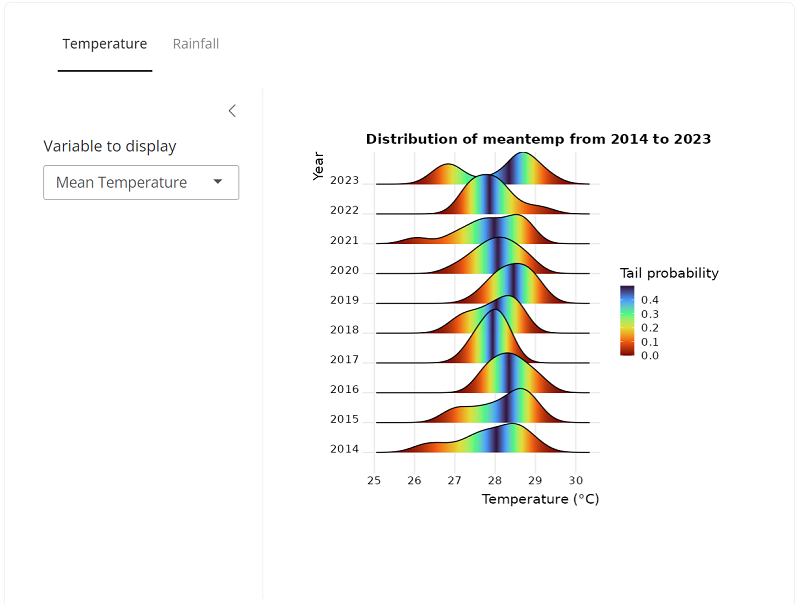 Temperature Rainfall
Variable to display
Mean Temperature
Distribution of meantemp from 2014 to 2023
Year
2023
2022
2021
2020
2019
2018
2017
2016
2015
2014
25 26 27 28 29 30
Temperature (°C)
Tail probability
0.4
0.3
0.2
0.1
0.0